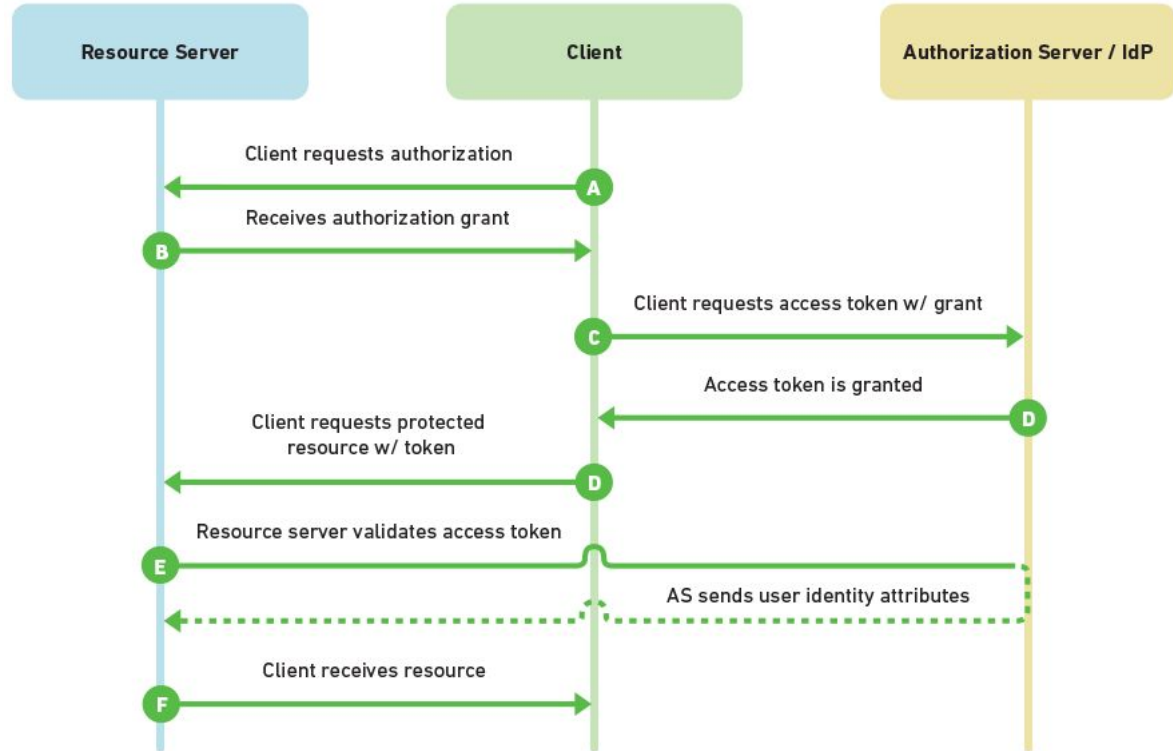 Resource Server
Client
Authorization Server / IdP
Client requests authorization
A
Receives authorization grant
B
Client requests access token w/ grant
C
Access token is granted
D
Client requests protected
resource w/ token
D
Resource server validates access token
E
AS sends user identity attributes
Client receives resource
F